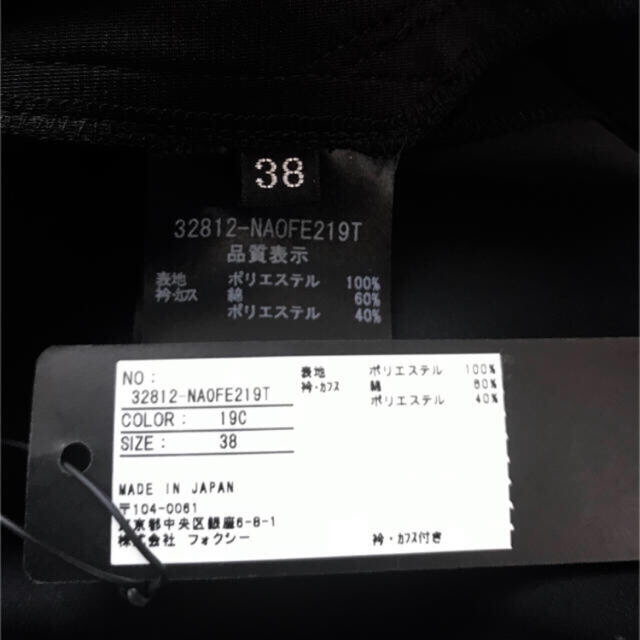 38
32812-NAOFE219T
品質表示
表地 ポリエステル 100%
衿・カフス 綿 60%
ポリエステル 40%
NO:
32812-NAOFE219T
COLOR: 19C
SIZE: 38
MADE IN JAPAN
〒104-0061
東京都中央区銀座6-8-1
株式会社 フォクシー
表地 ポリエステル 100%
衿・カフス 綿 60%
ポリエステル 40%
衿・カフス付き